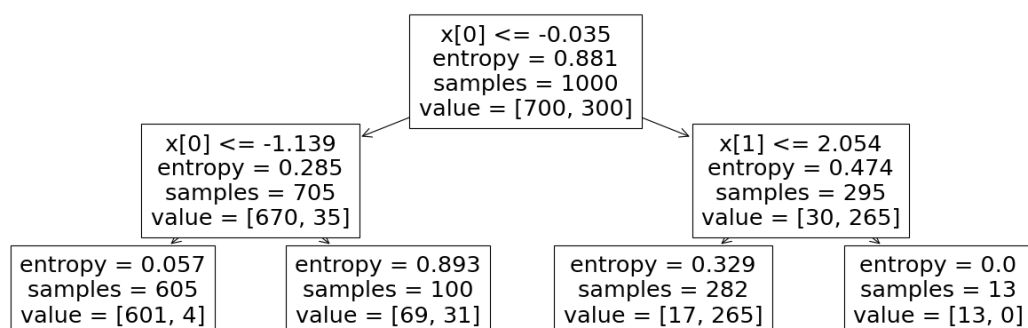 x[0] <= -0.035
entropy = 0.881
samples = 1000
value = [700, 300]
x[0] <= -1.139
entropy = 0.285
samples = 705
value = [670, 35]
x[1] <= 2.054
entropy = 0.474
samples = 295
value = [30, 265]
entropy = 0.057
samples = 605
value = [601, 4]
entropy = 0.893
samples = 100
value = [69, 31]
entropy = 0.329
samples = 282
value = [17, 265]
entropy = 0.0
samples = 13
value = [13, 0]